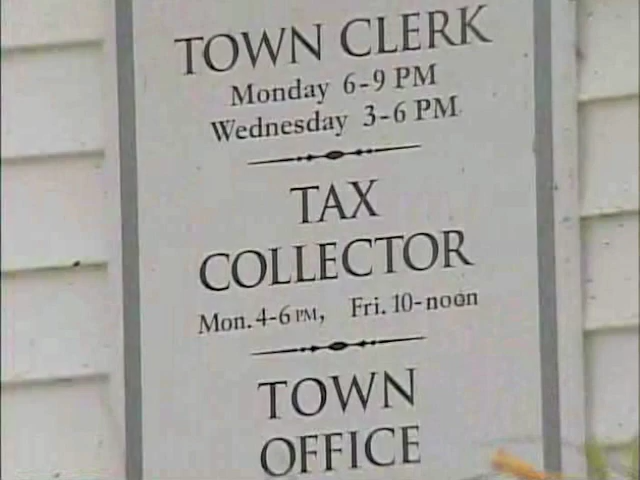 TOWN CLERK
Monday 6-9 PM
Wednesday 3-6 PM
TAX
COLLECTOR
Mon. 4-6 PM, Fri. 10-noon
TOWN
OFFICE